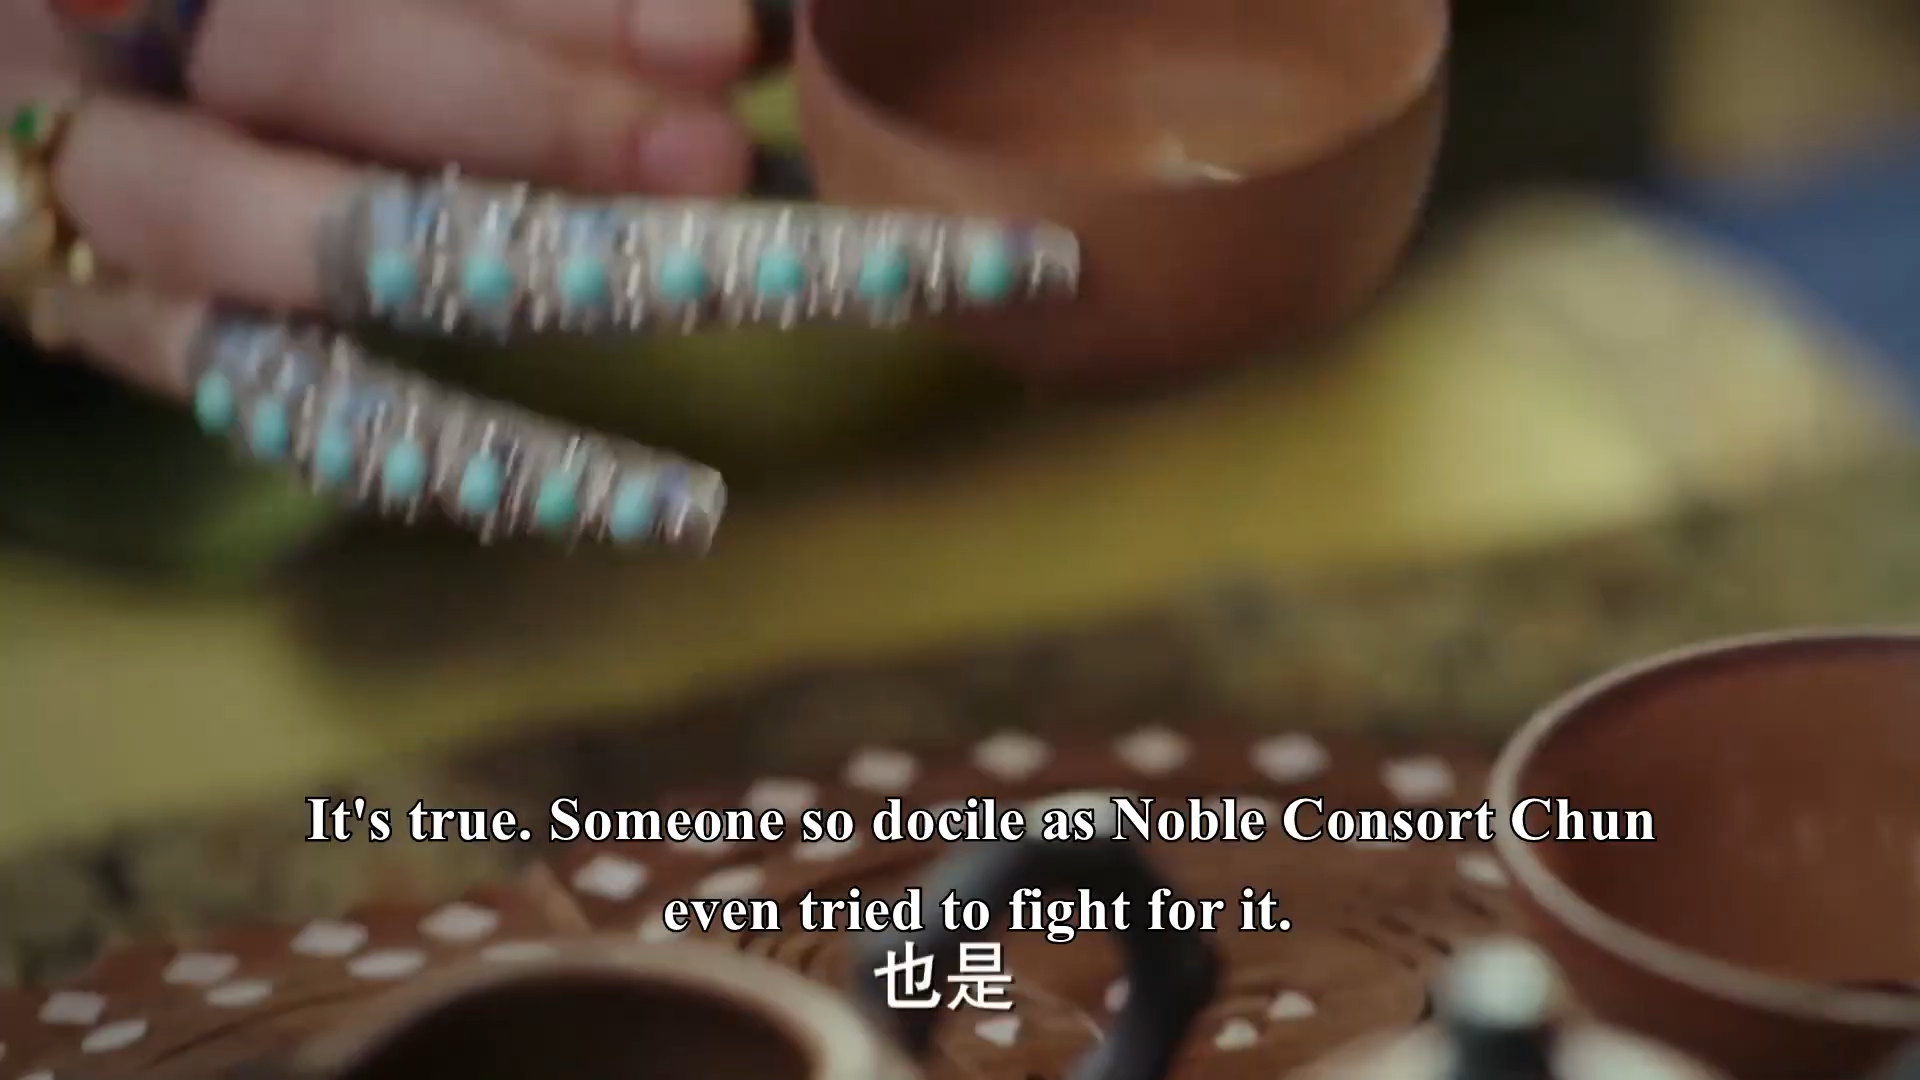 It's true. Someone so docile as Noble Consort Chun
even tried to fight for it.
也是